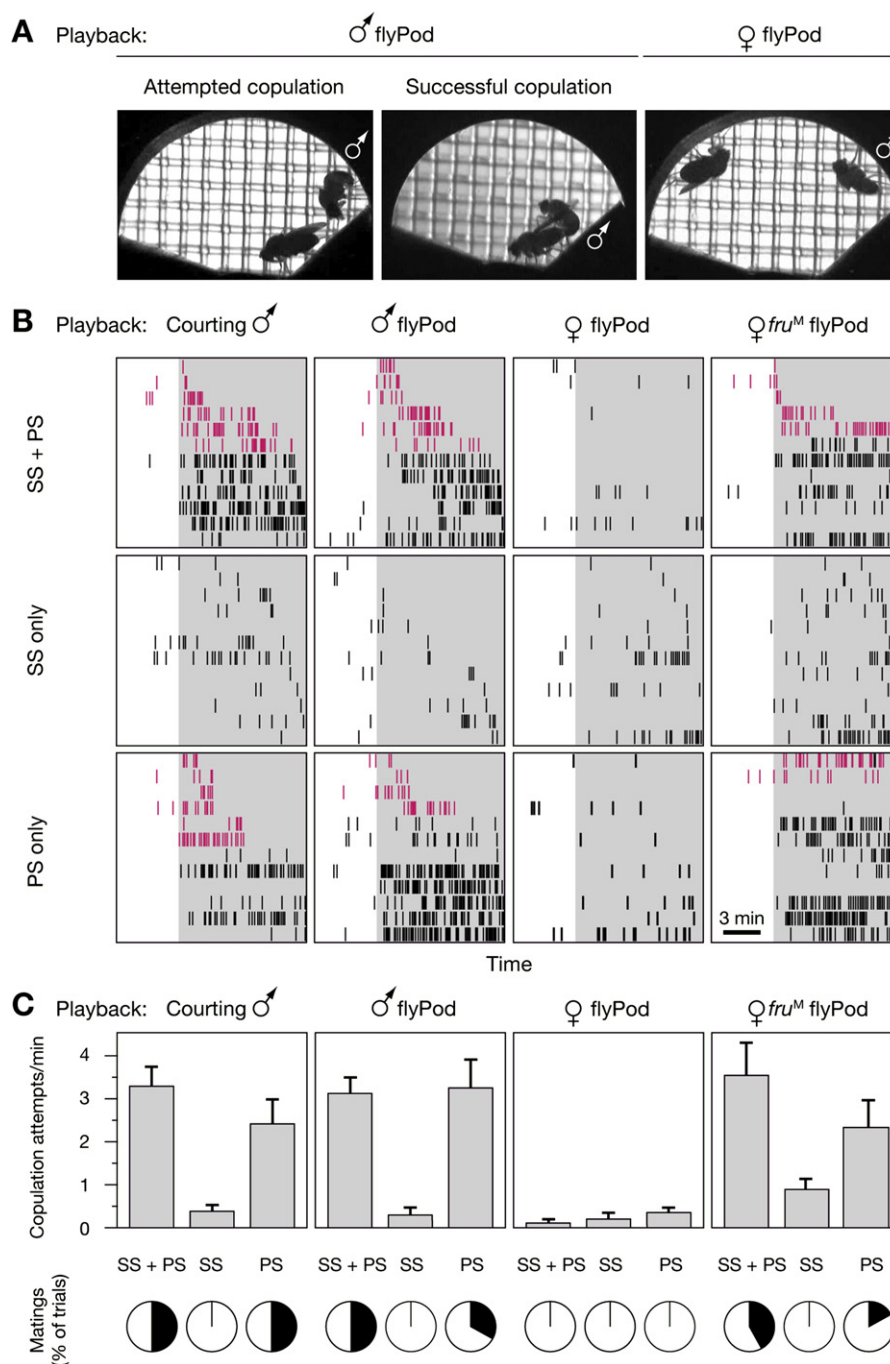 A Playback: ♂ flyPod ♀ flyPod
Attempted copulation Successful copulation
♂ ♂ ♂
B Playback: Courting ♂ ♂ flyPod ♀ flyPod ♀ fruᴹ flyPod
SS + PS
SS only
PS only
3 min
Time
C Playback: Courting ♂ ♂ flyPod ♀ flyPod ♀ fruᴹ flyPod
Copulation attempts/min
4
3
2
1
0
SS + PS SS PS SS + PS SS PS SS + PS SS PS SS + PS SS PS
Matings
(% of trials)